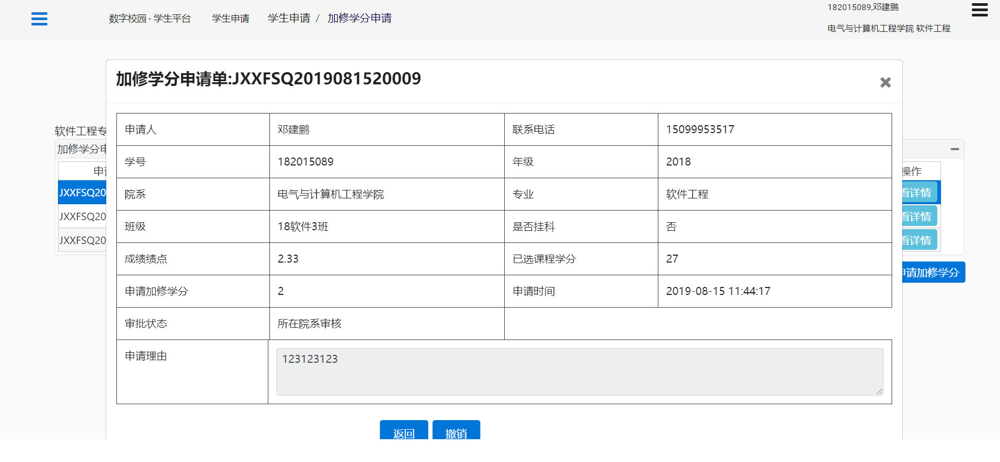 数字校园 - 学生平台 学生申请 学生申请 / 加修学分申请
182015089,邓建鹏
电气与计算机工程学院 软件工程
加修学分申请单:JXXFSQ2019081520009
申请人 邓建鹏 联系电话 15099953517
学号 182015089 年级 2018
院系 电气与计算机工程学院 专业 软件工程
班级 18软件3班 是否挂科 否
成绩绩点 2.33 已选课程学分 27
申请加修学分 2 申请时间 2019-08-15 11:44:17
审批状态 所在院系审核
申请理由 123123123
返回 撤销
软件工程专
加修学分申
申请 操作
JXXFSQ20 看详情
JXXFSQ20 看详情
JXXFSQ20 看详情
申请加修学分